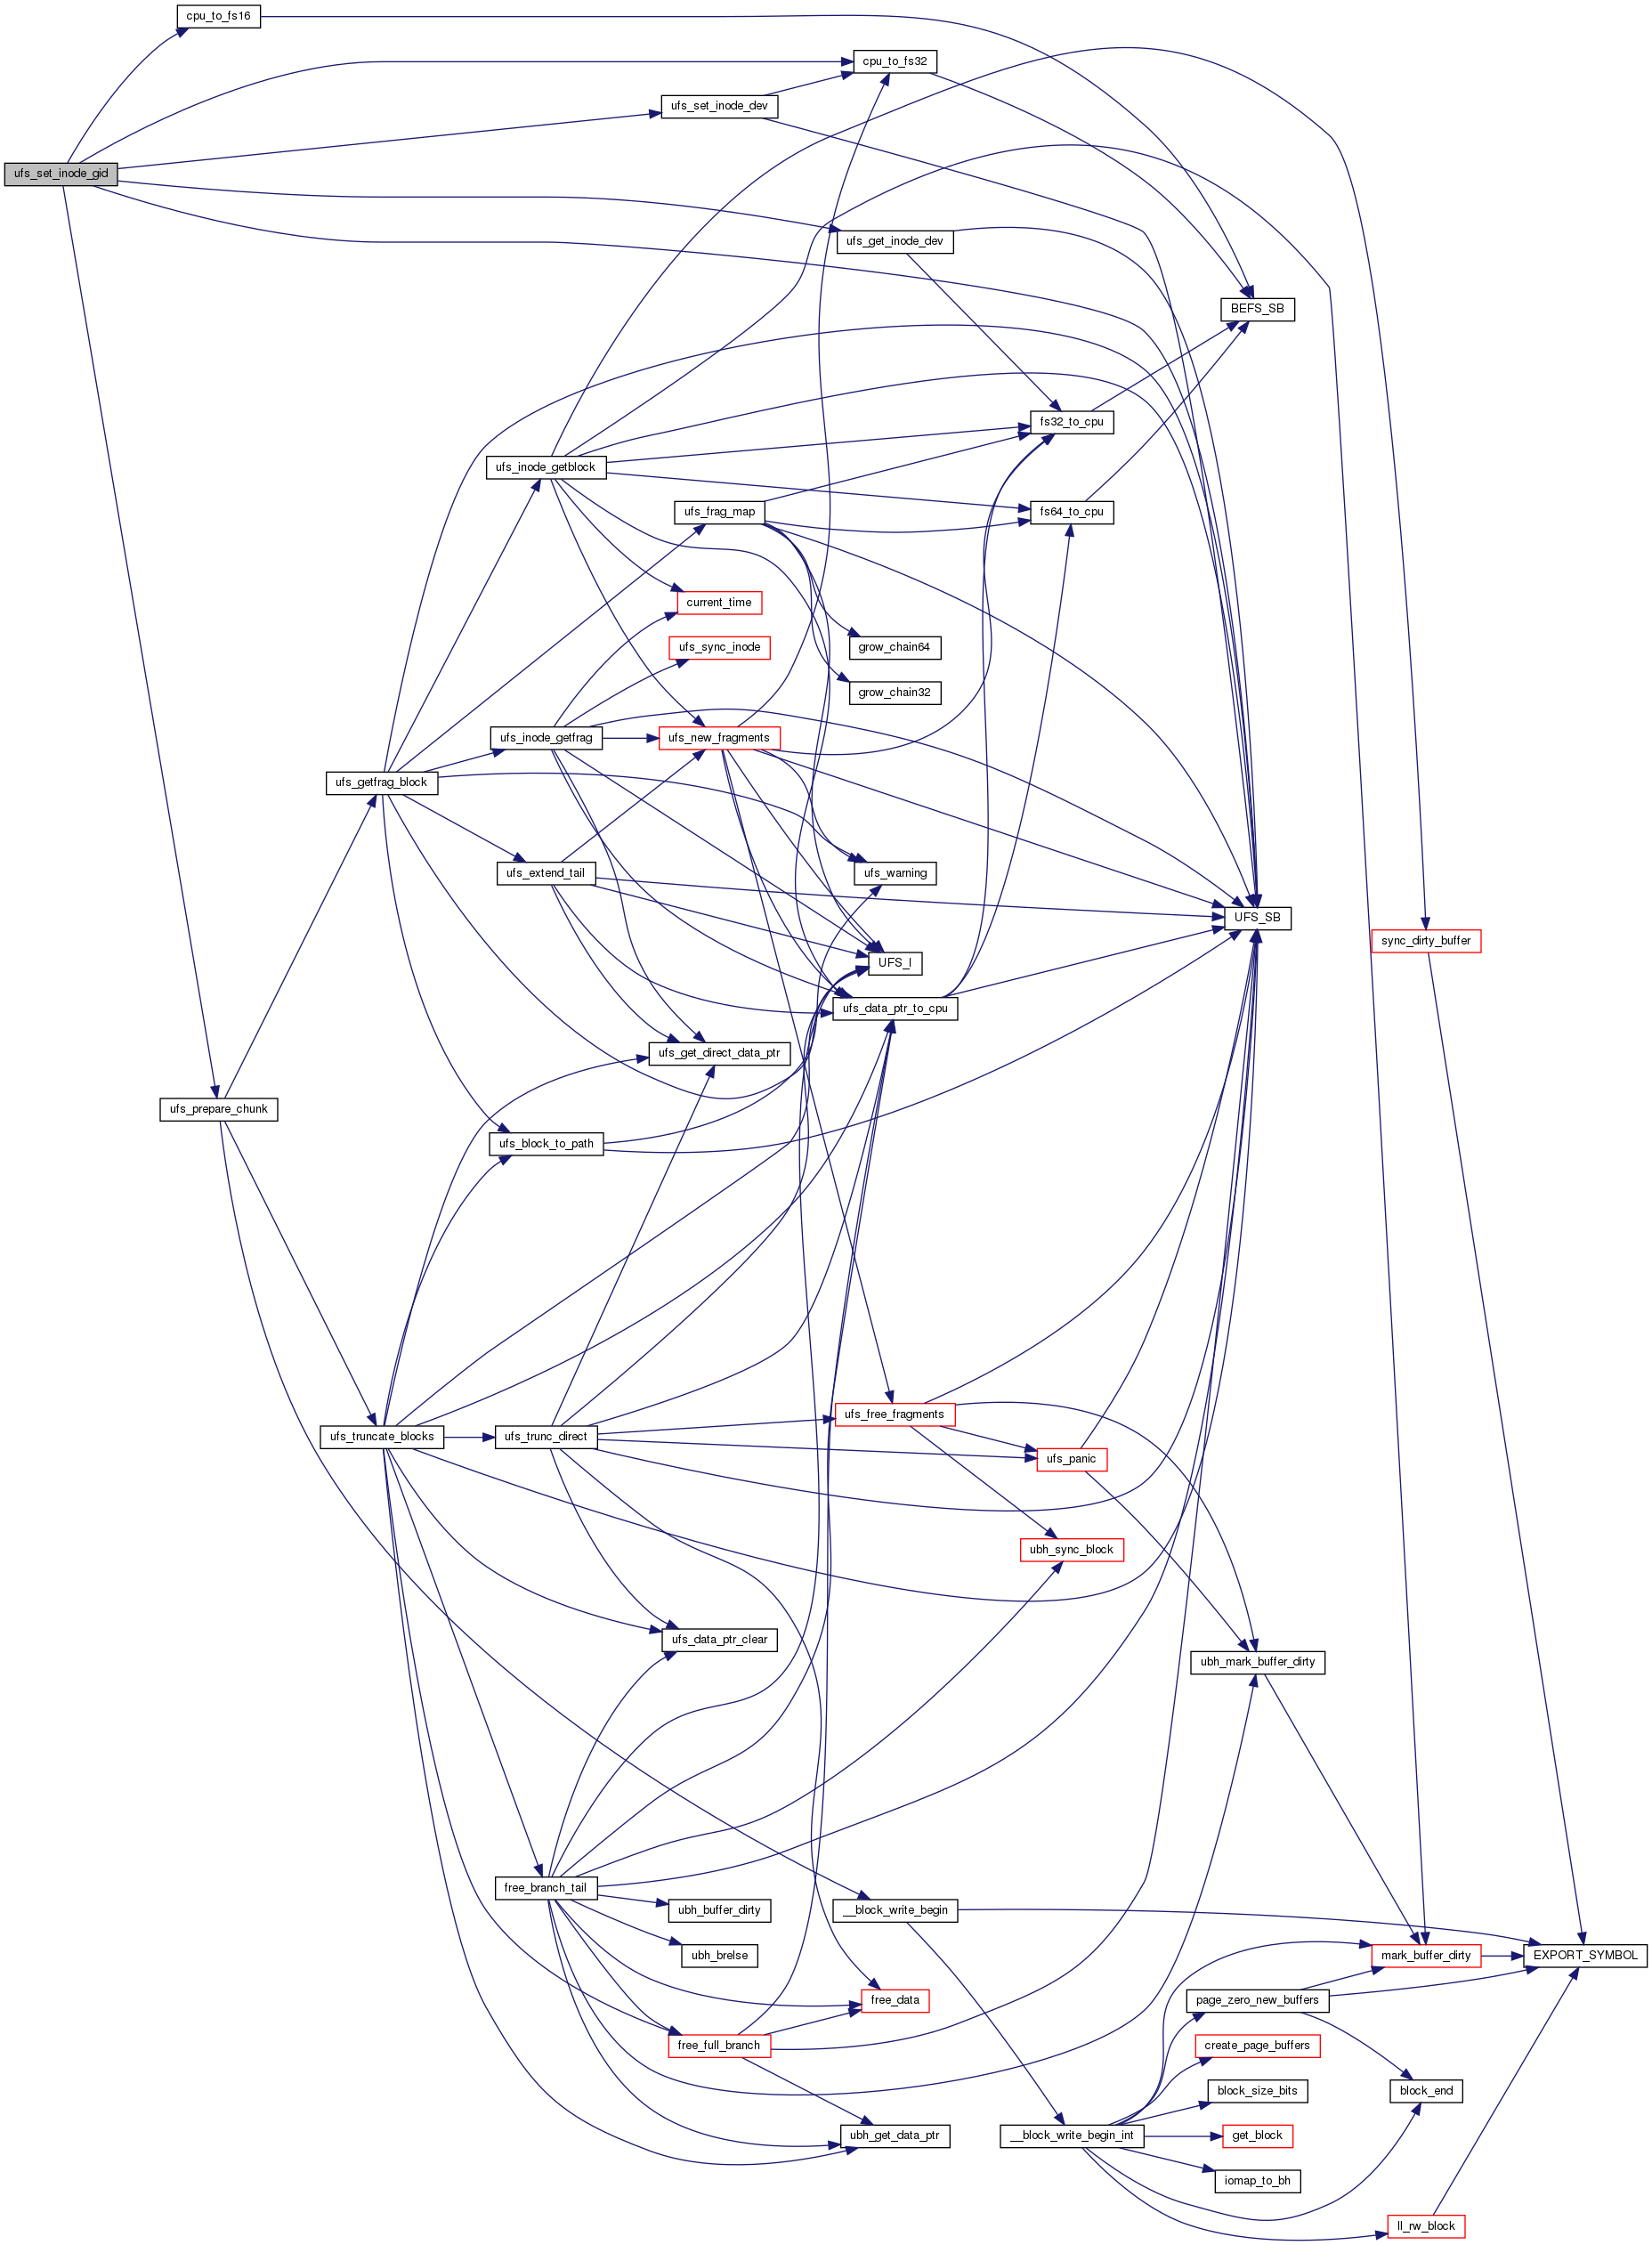 cpu_to_fs16
cpu_to_fs32
ufs_set_inode_dev
ufs_set_inode_gid
ufs_get_inode_dev
BEFS_SB
fs32_to_cpu
ufs_inode_getblock
ufs_frag_map
fs64_to_cpu
current_time
ufs_sync_inode
grow_chain64
grow_chain32
ufs_inode_getfrag
ufs_new_fragments
ufs_getfrag_block
ufs_extend_tail
ufs_warning
UFS_SB
sync_dirty_buffer
UFS_I
ufs_data_ptr_to_cpu
ufs_get_direct_data_ptr
ufs_prepare_chunk
ufs_block_to_path
ufs_free_fragments
ufs_truncate_blocks
ufs_trunc_direct
ufs_panic
ubh_sync_block
ufs_data_ptr_clear
ubh_mark_buffer_dirty
free_branch_tail
ubh_buffer_dirty
__block_write_begin
ubh_brelse
mark_buffer_dirty
EXPORT_SYMBOL
free_data
page_zero_new_buffers
free_full_branch
create_page_buffers
block_size_bits
block_end
ubh_get_data_ptr
__block_write_begin_int
get_block
iomap_to_bh
ll_rw_block